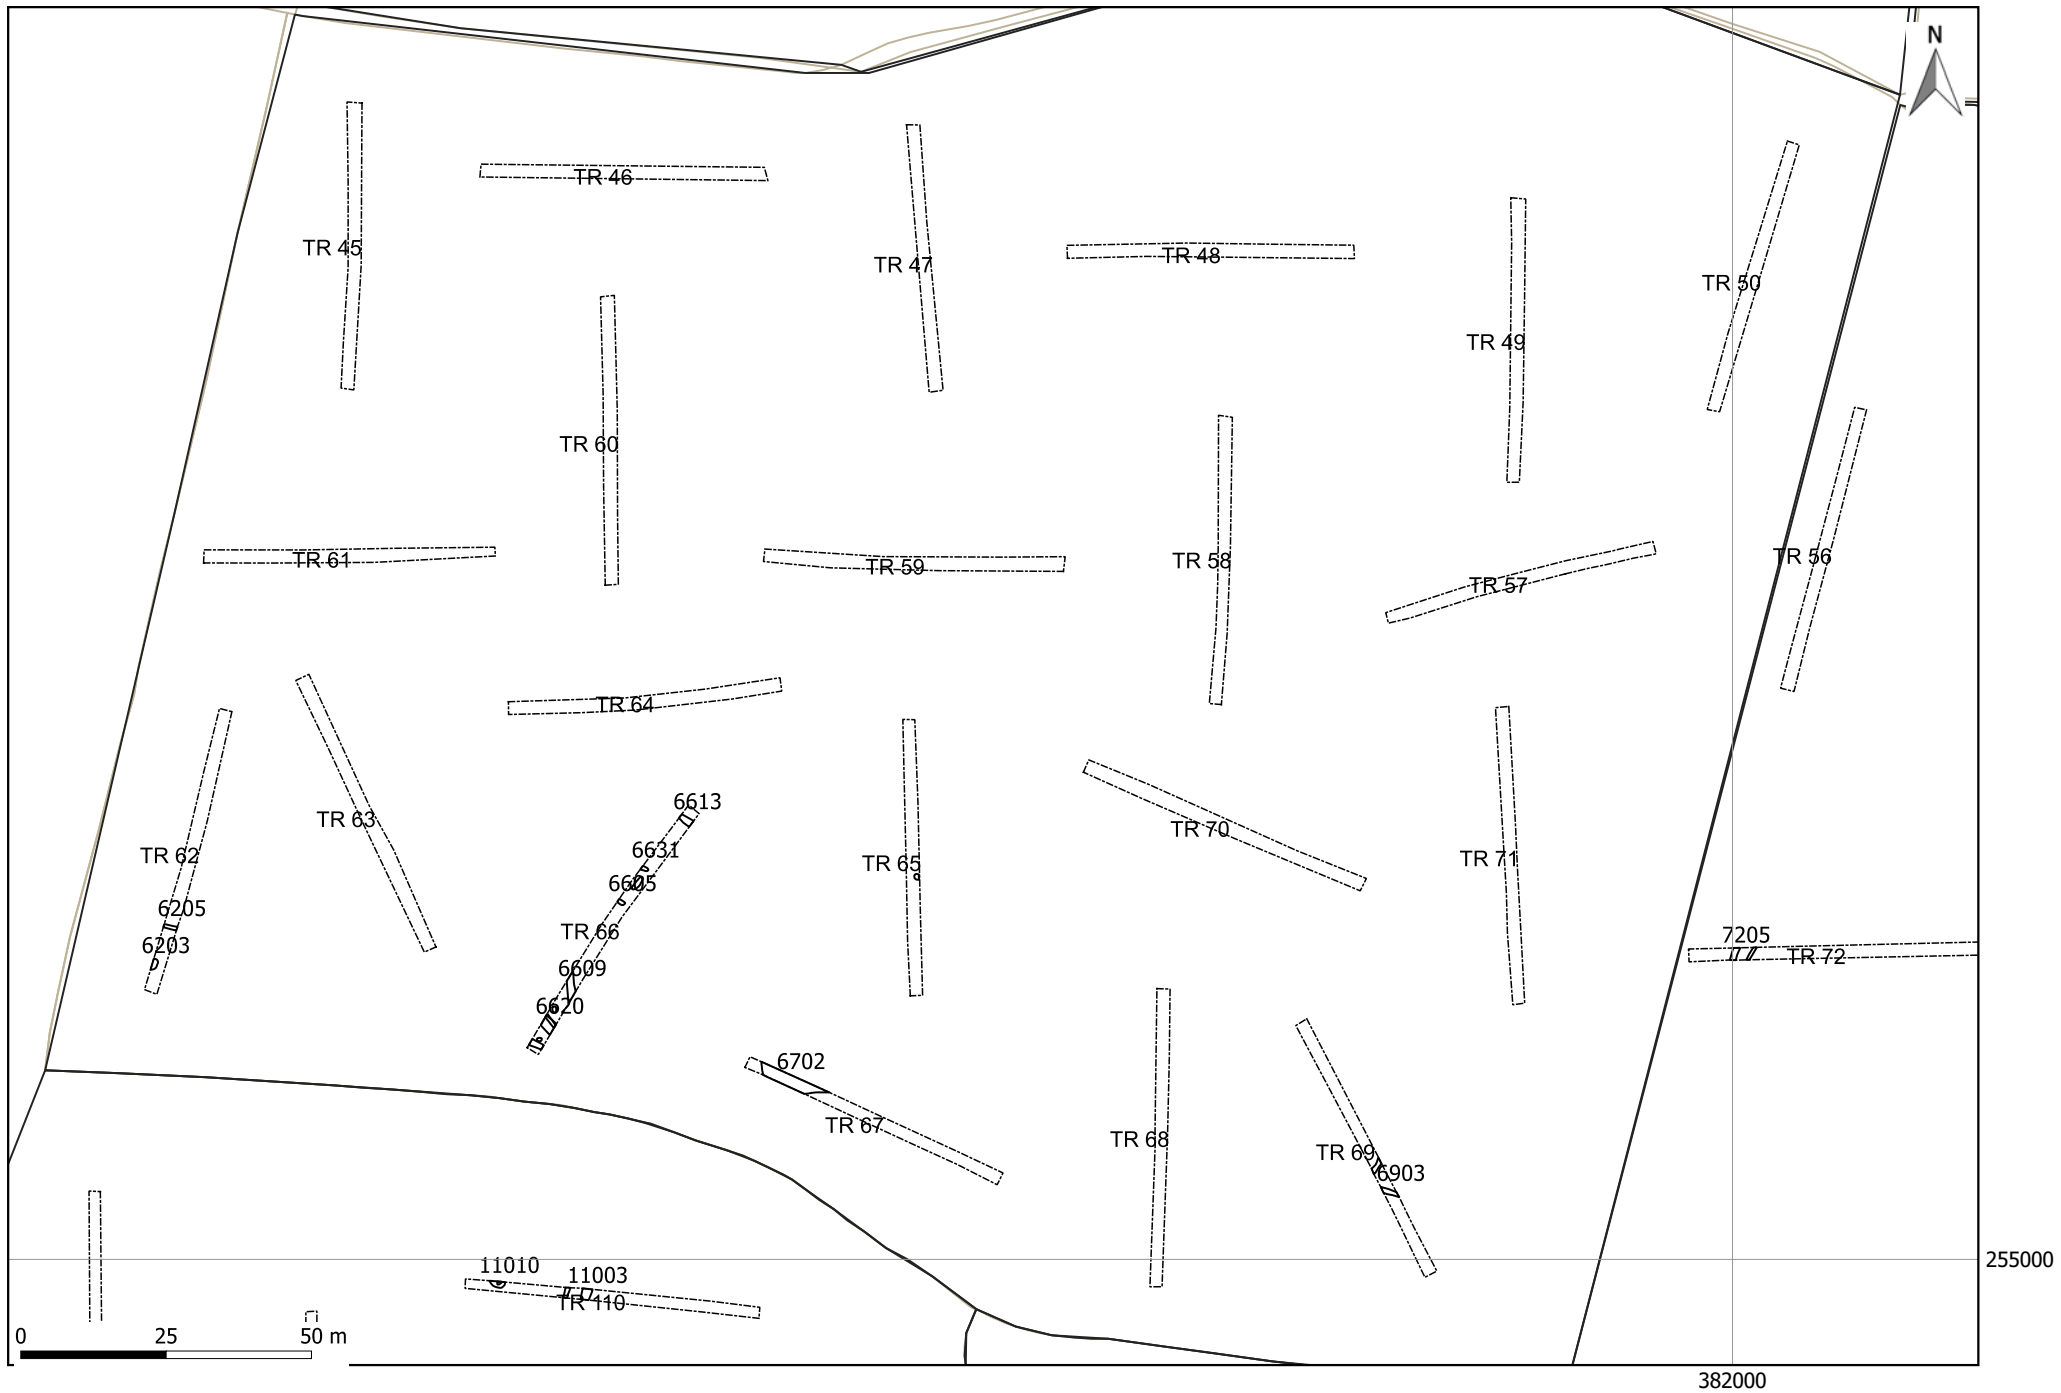 N
TR 46
TR 45
TR 47
TR 48
TR 50
TR 49
TR 60
TR 61
TR 59
TR 58
TR 57
TR 56
TR 64
6613
TR 63
TR 70
6631
TR 62
TR 65
TR 71
6605
6205
TR 66
6203
7205
TR 72
6609
6620
6702
TR 67
TR 68
TR 69
6903
11010
11003
TR 110
255000
0 25 50 m
382000